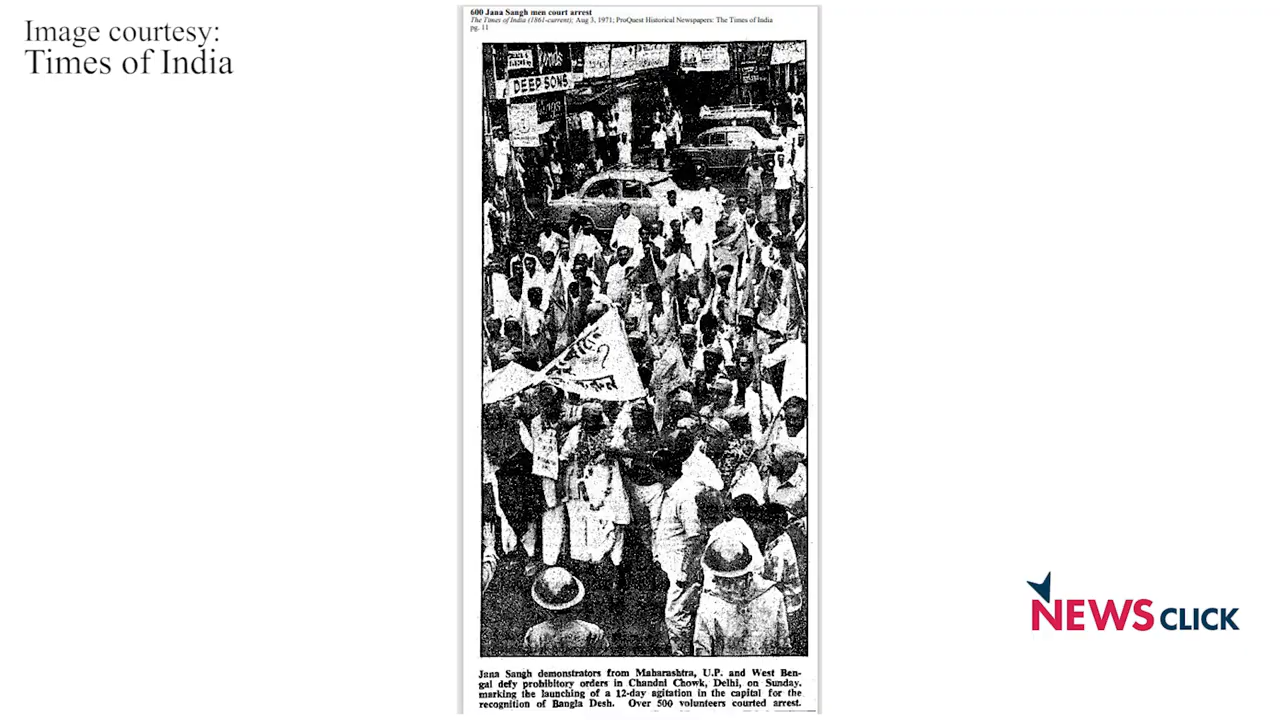 Image courtesy:
Times of India
600 Jana Sangh men court arrest
The Times of India (1861-current); Aug 3, 1971; ProQuest Historical Newspapers: The Times of India
pg. 11
DEEP SONS
Jana Sangh demonstrators from Maharashtra, U.P. and West Ben-
gal defy prohibitory orders in Chandni Chowk, Delhi, on Sunday,
marking the launching of a 12-day agitation in the capital for the
recognition of Bangla Desh. Over 500 volunteers courted arrest.
NEWS CLICK